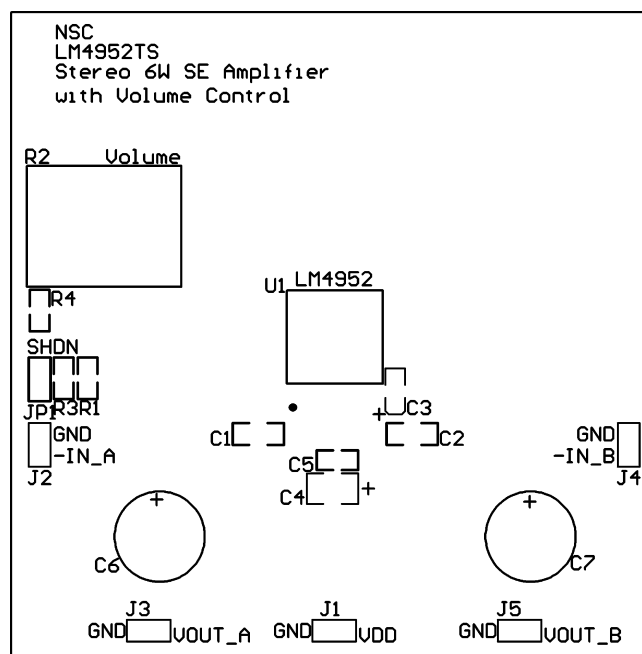 NSC
LM4952TS
Stereo 6W SE Amplifier
with Volume Control
R2 Volume
U1 LM4952
R4
SHDN
JP1 R3 R1
C3
+
GND
-IN_A
J2
C1
C2
GND
-IN_B
J4
C5
C4 +
+
C6
+
C7
J3
GND VOUT_A
J1
GND VDD
J5
GND VOUT_B